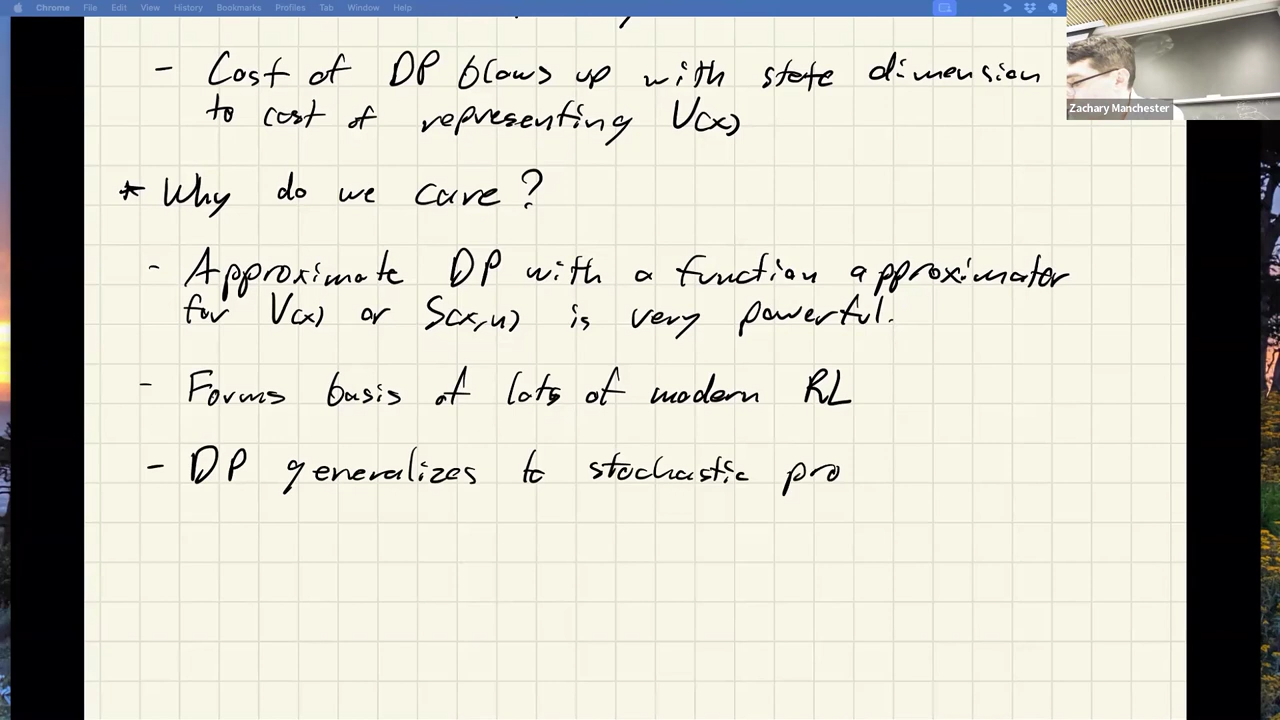 Chrome File Edit View History Bookmarks Profiles Tab Window Help
Zachary Manchester
- Cost of DP blows up with state dimension
to cost of representing V(x)
* Why do we care?
- Approximate DP with a function approximator
for V(x) or S(x,u) is very powerful.
- Forms basis of lots of modern RL
- DP generalizes to stochastic pro